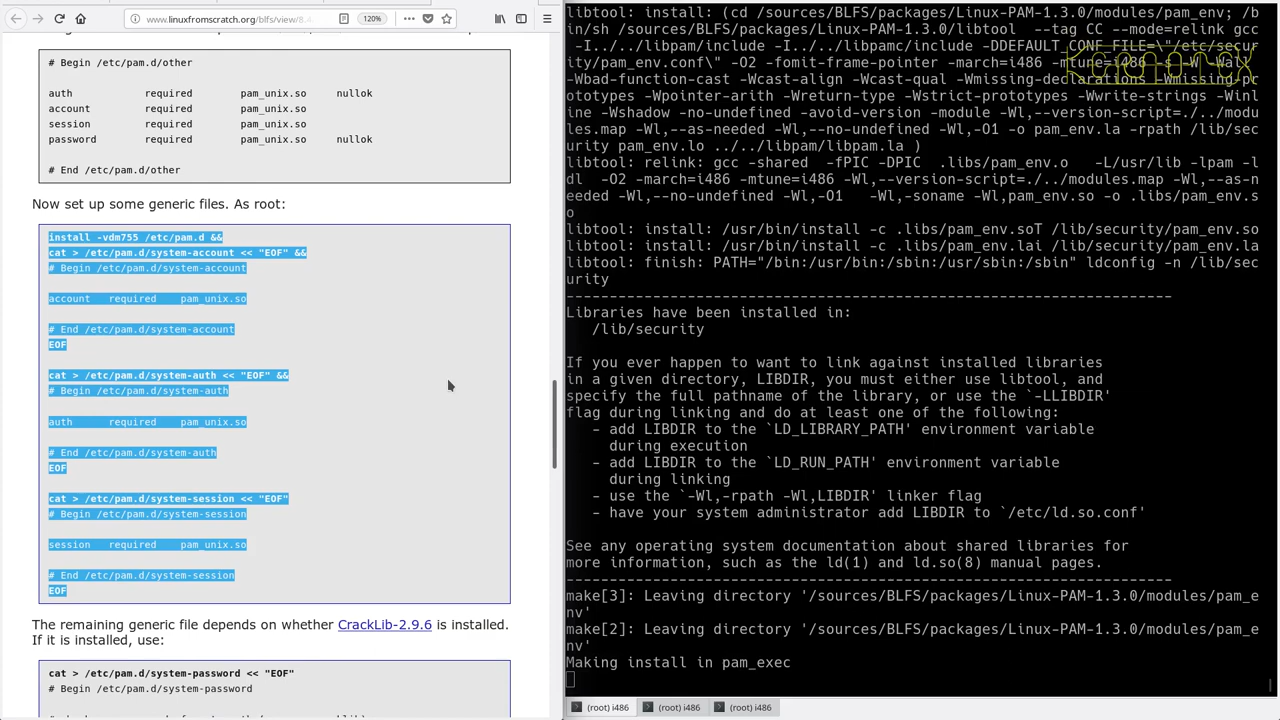 www.linuxfromscratch.org/blfs/view/8.4
120%
# Begin /etc/pam.d/other
auth required pam_unix.so nullok
account required pam_unix.so
session required pam_unix.so
password required pam_unix.so nullok
# End /etc/pam.d/other
Now set up some generic files. As root:
install -vdm755 /etc/pam.d &&
cat > /etc/pam.d/system-account << "EOF" &&
# Begin /etc/pam.d/system-account
account required pam_unix.so
# End /etc/pam.d/system-account
EOF
cat > /etc/pam.d/system-auth << "EOF" &&
# Begin /etc/pam.d/system-auth
auth required pam_unix.so
# End /etc/pam.d/system-auth
EOF
cat > /etc/pam.d/system-session << "EOF"
# Begin /etc/pam.d/system-session
session required pam_unix.so
# End /etc/pam.d/system-session
EOF
The remaining generic file depends on whether CrackLib-2.9.6 is installed.
If it is installed, use:
cat > /etc/pam.d/system-password << "EOF"
# Begin /etc/pam.d/system-password
libtool: install: (cd /sources/BLFS/packages/Linux-PAM-1.3.0/modules/pam_env; /b
in/sh /sources/BLFS/packages/Linux-PAM-1.3.0/libtool --tag CC --mode=relink gcc
-I../../libpam/include -I../../libpamc/include -DDEFAULT_CONF_FILE=\"/etc/secur
ity/pam_env.conf\" -O2 -fomit-frame-pointer -march=i486 -mtune=i486 -W -Wall
-Wbad-function-cast -Wcast-align -Wcast-qual -Wmissing-declarations -Wmissing-pr
ototypes -Wpointer-arith -Wreturn-type -Wstrict-prototypes -Wwrite-strings -Winl
ine -Wshadow -no-undefined -avoid-version -module -Wl,--version-script=./../modu
les.map -Wl,--as-needed -Wl,--no-undefined -Wl,-O1 -o pam_env.la -rpath /lib/sec
urity pam_env.lo ../../libpam/libpam.la )
libtool: relink: gcc -shared -fPIC -DPIC .libs/pam_env.o -L/usr/lib -lpam -l
dl -O2 -march=i486 -mtune=i486 -Wl,--version-script=./../modules.map -Wl,--as-n
eeded -Wl,--no-undefined -Wl,-O1 -Wl,-soname -Wl,pam_env.so -o .libs/pam_env.s
o
libtool: install: /usr/bin/install -c .libs/pam_env.soT /lib/security/pam_env.so
libtool: install: /usr/bin/install -c .libs/pam_env.lai /lib/security/pam_env.la
libtool: finish: PATH="/bin:/usr/bin:/sbin:/usr/sbin:/sbin" ldconfig -n /lib/sec
urity
----------------------------------------------------------------------
Libraries have been installed in:
/lib/security
If you ever happen to want to link against installed libraries
in a given directory, LIBDIR, you must either use libtool, and
specify the full pathname of the library, or use the `-LLIBDIR'
flag during linking and do at least one of the following:
- add LIBDIR to the `LD_LIBRARY_PATH' environment variable
during execution
- add LIBDIR to the `LD_RUN_PATH' environment variable
during linking
- use the `-Wl,-rpath -Wl,LIBDIR' linker flag
- have your system administrator add LIBDIR to `/etc/ld.so.conf'
See any operating system documentation about shared libraries for
more information, such as the ld(1) and ld.so(8) manual pages.
----------------------------------------------------------------------
make[3]: Leaving directory '/sources/BLFS/packages/Linux-PAM-1.3.0/modules/pam_e
nv'
make[2]: Leaving directory '/sources/BLFS/packages/Linux-PAM-1.3.0/modules/pam_e
nv'
Making install in pam_exec
(root) i486
(root) i486
(root) i486